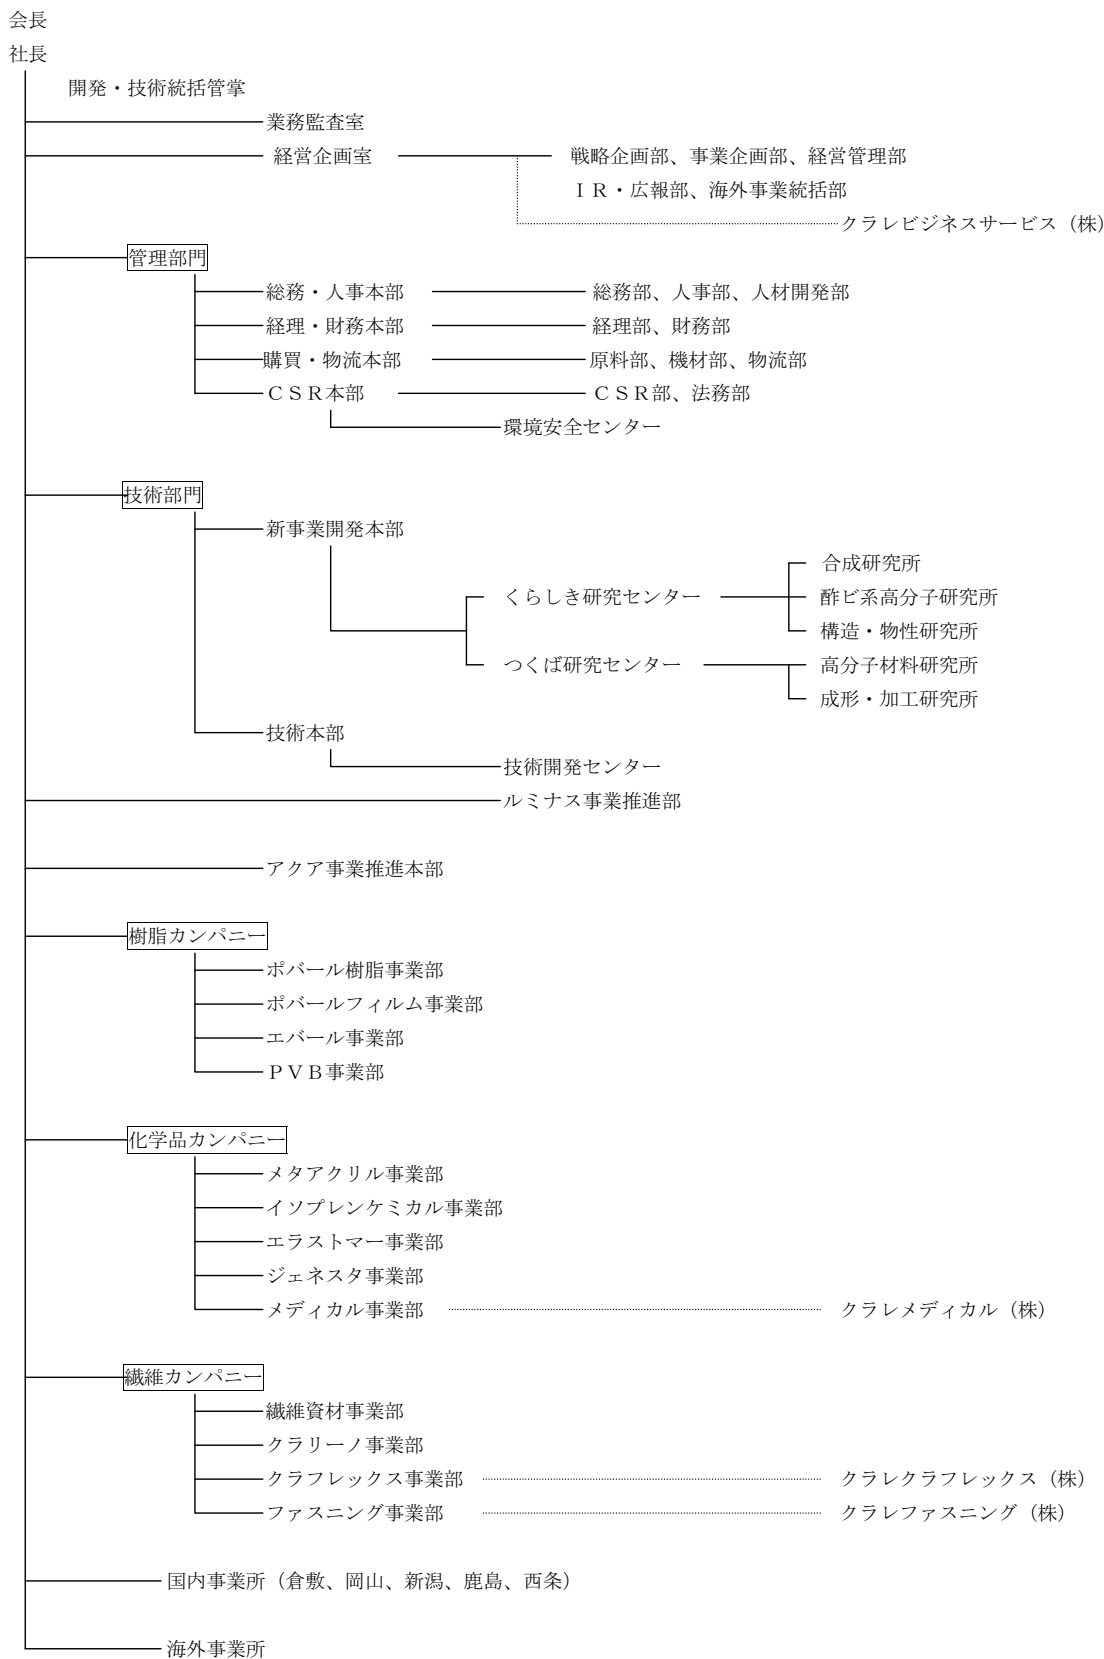 会長
社長
開発・技術統括管掌
業務監査室
経営企画室 戦略企画部、事業企画部、経営管理部
ＩＲ・広報部、海外事業統括部
クラレビジネスサービス（株）
管理部門
総務・人事本部 総務部、人事部、人材開発部
経理・財務本部 経理部、財務部
購買・物流本部 原料部、機材部、物流部
ＣＳＲ本部 ＣＳＲ部、法務部
環境安全センター
技術部門
新事業開発本部
合成研究所
くらしき研究センター 酢ビ系高分子研究所
構造・物性研究所
つくば研究センター 高分子材料研究所
成形・加工研究所
技術本部
技術開発センター
ルミナス事業推進部
アクア事業推進本部
樹脂カンパニー
ポバール樹脂事業部
ポバールフィルム事業部
エバール事業部
ＰＶＢ事業部
化学品カンパニー
メタアクリル事業部
イソプレンケミカル事業部
エラストマー事業部
ジェネスタ事業部
メディカル事業部 クラレメディカル（株）
繊維カンパニー
繊維資材事業部
クラリーノ事業部
クラフレックス事業部 クラレクラフレックス（株）
ファスニング事業部 クラレファスニング（株）
国内事業所（倉敷、岡山、新潟、鹿島、西条）
海外事業所